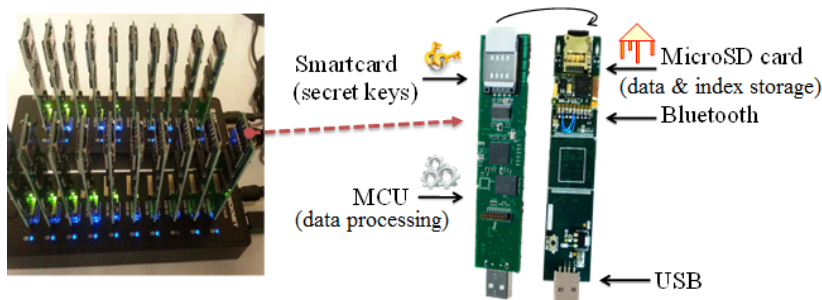 Smartcard
(secret keys)
MCU
(data processing)
MicroSD card
(data & index storage)
Bluetooth
USB